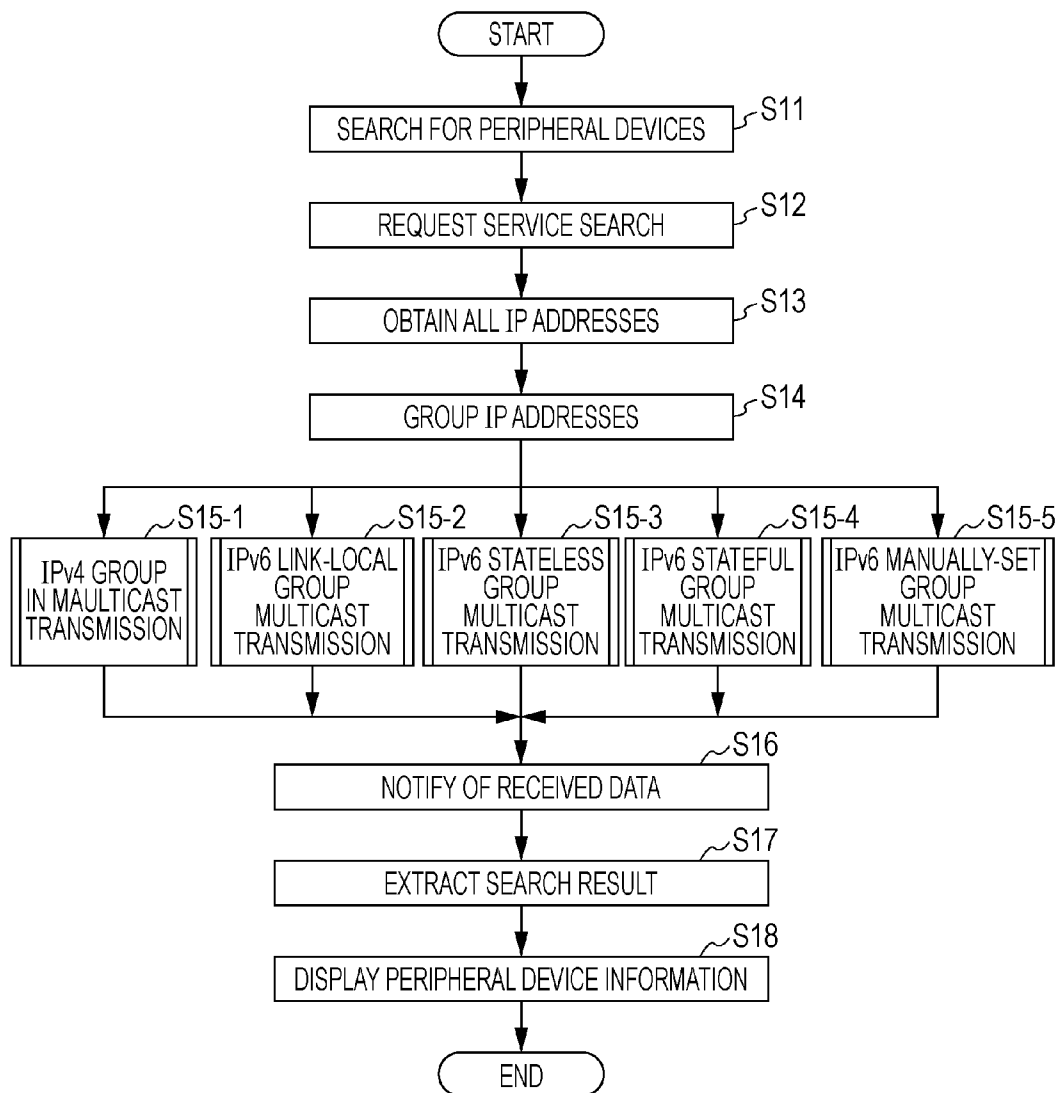 START
S11
SEARCH FOR PERIPHERAL DEVICES
S12
REQUEST SERVICE SEARCH
S13
OBTAIN ALL IP ADDRESSES
S14
GROUP IP ADDRESSES
S15-1
IPv4 GROUP
IN MAULTICAST
TRANSMISSION
S15-2
IPv6 LINK-LOCAL
GROUP
MULTICAST
TRANSMISSION
S15-3
IPv6 STATELESS
GROUP
MULTICAST
TRANSMISSION
S15-4
IPv6 STATEFUL
GROUP
MULTICAST
TRANSMISSION
S15-5
IPv6 MANUALLY-SET
GROUP
MULTICAST
TRANSMISSION
S16
NOTIFY OF RECEIVED DATA
S17
EXTRACT SEARCH RESULT
S18
DISPLAY PERIPHERAL DEVICE INFORMATION
END